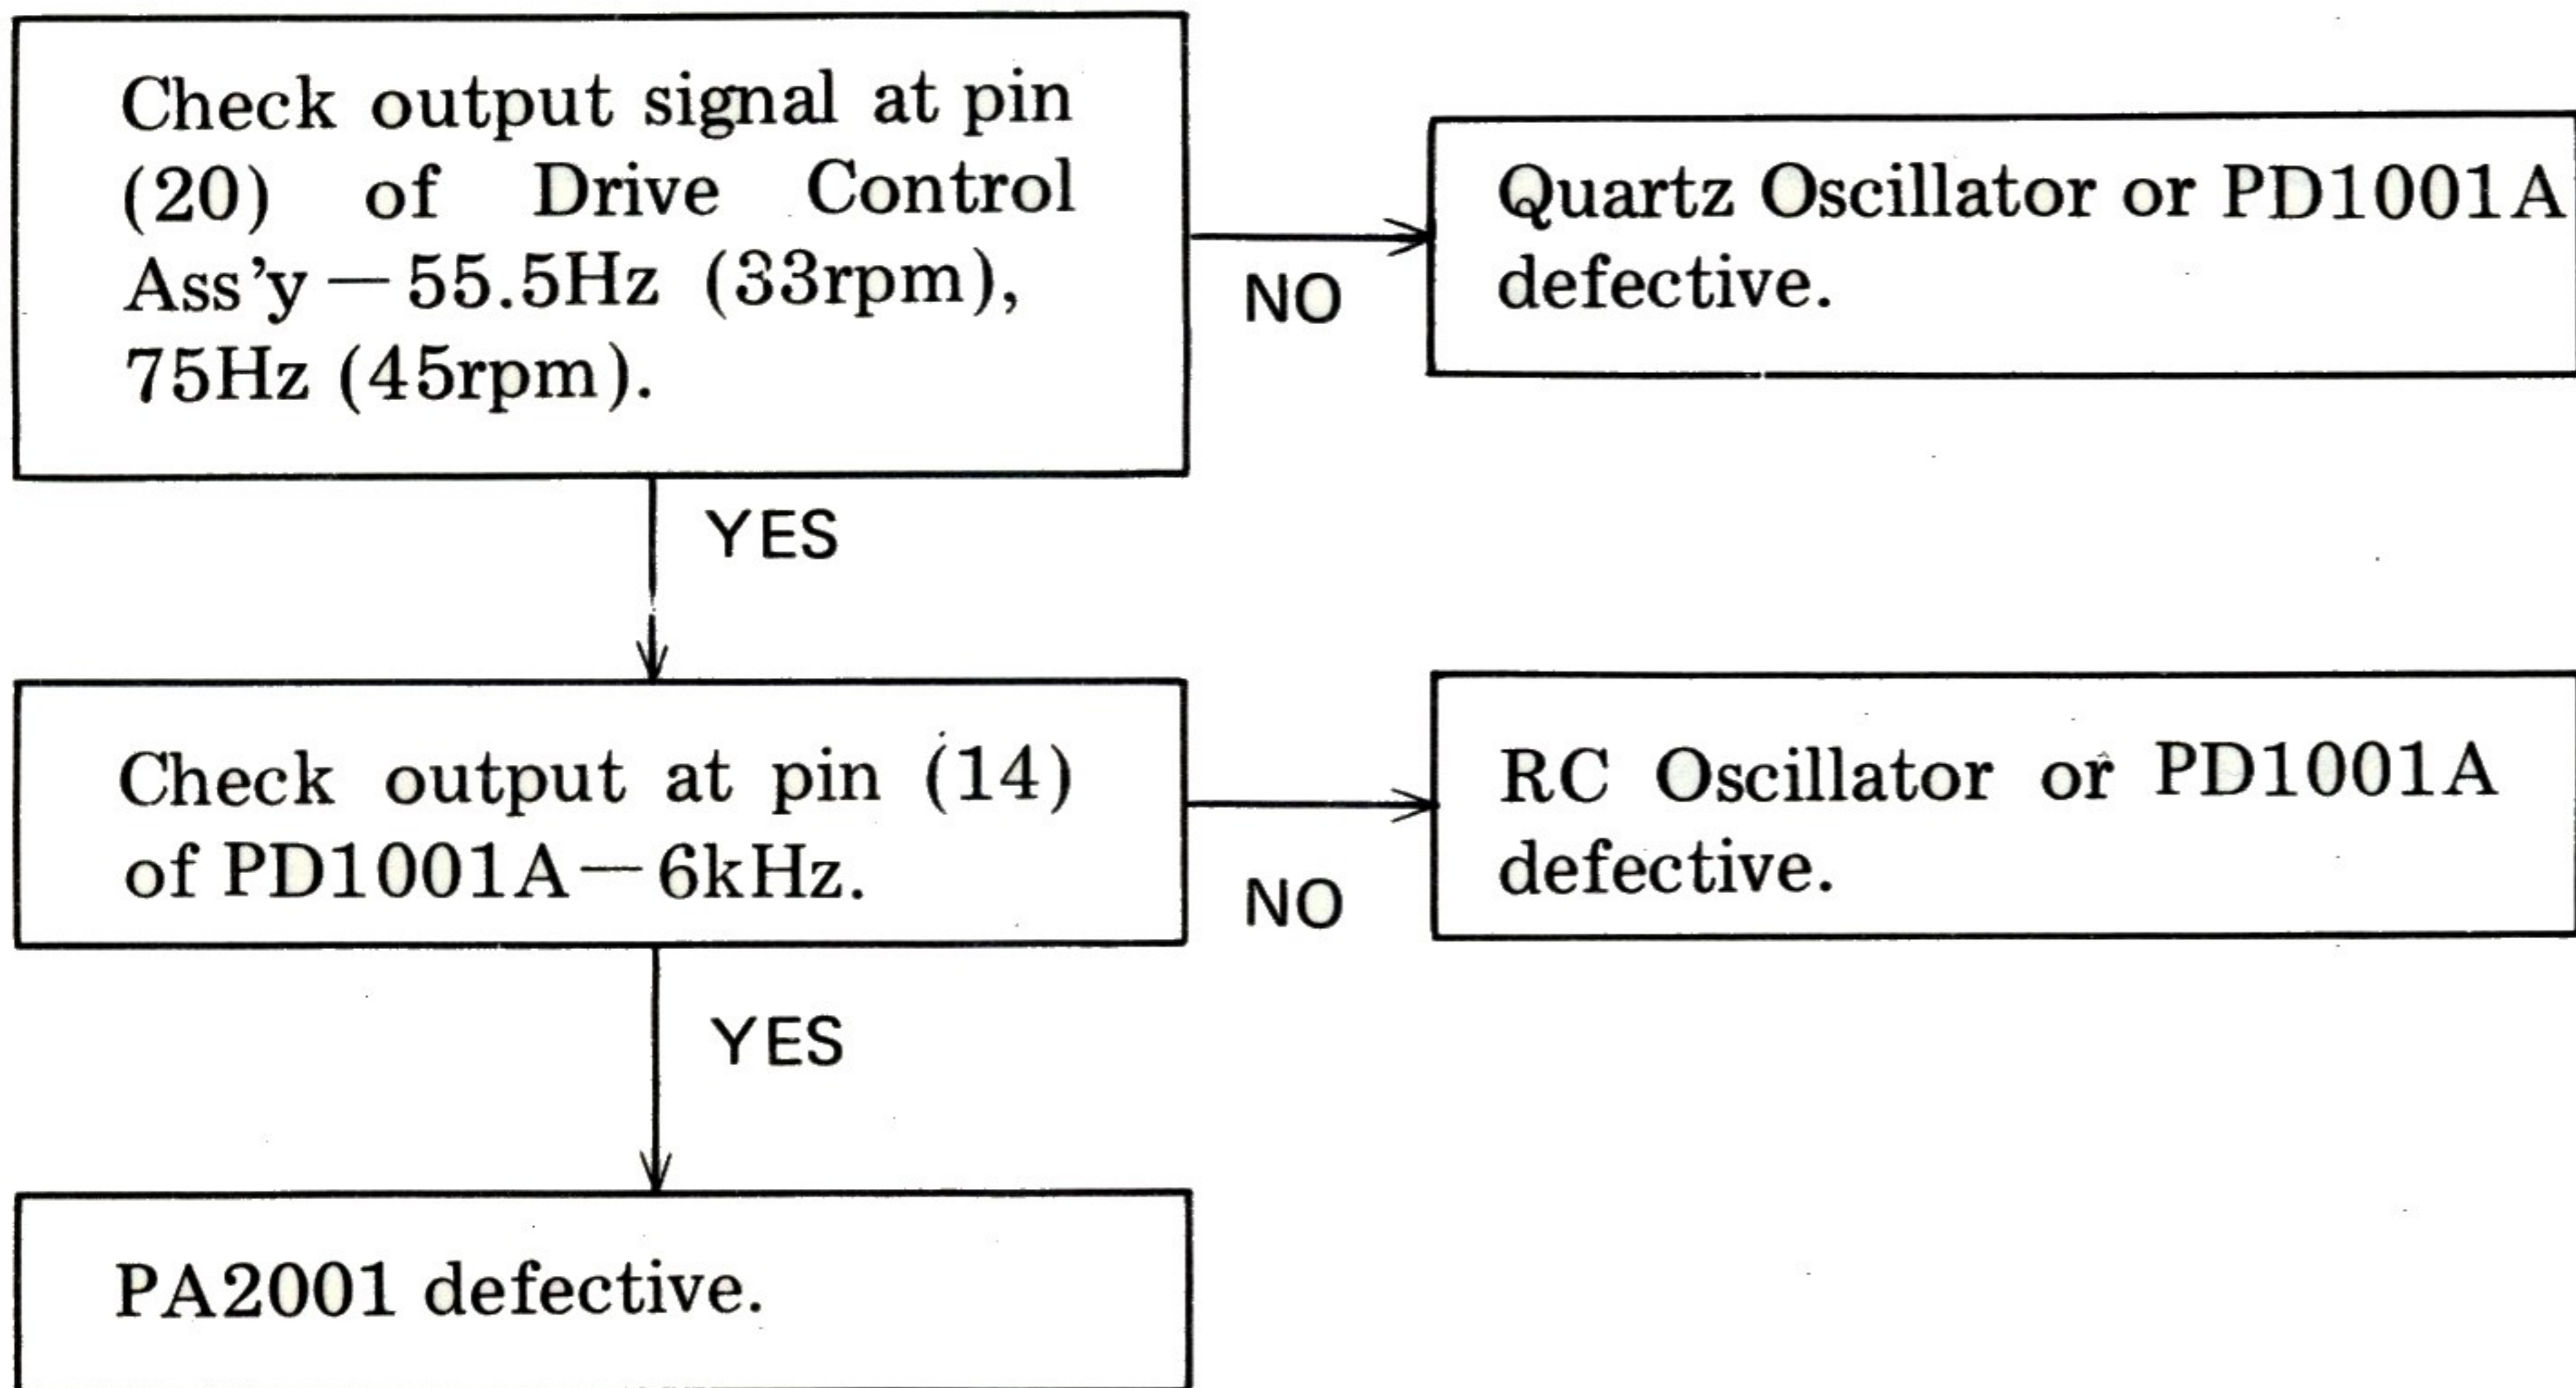 Check output signal at pin
(20) of Drive Control
Ass'y — 55.5Hz (33rpm),
75Hz (45rpm).
NO
Quartz Oscillator or PD1001A
defective.
YES
Check output at pin (14)
of PD1001A — 6kHz.
NO
RC Oscillator or PD1001A
defective.
YES
PA2001 defective.